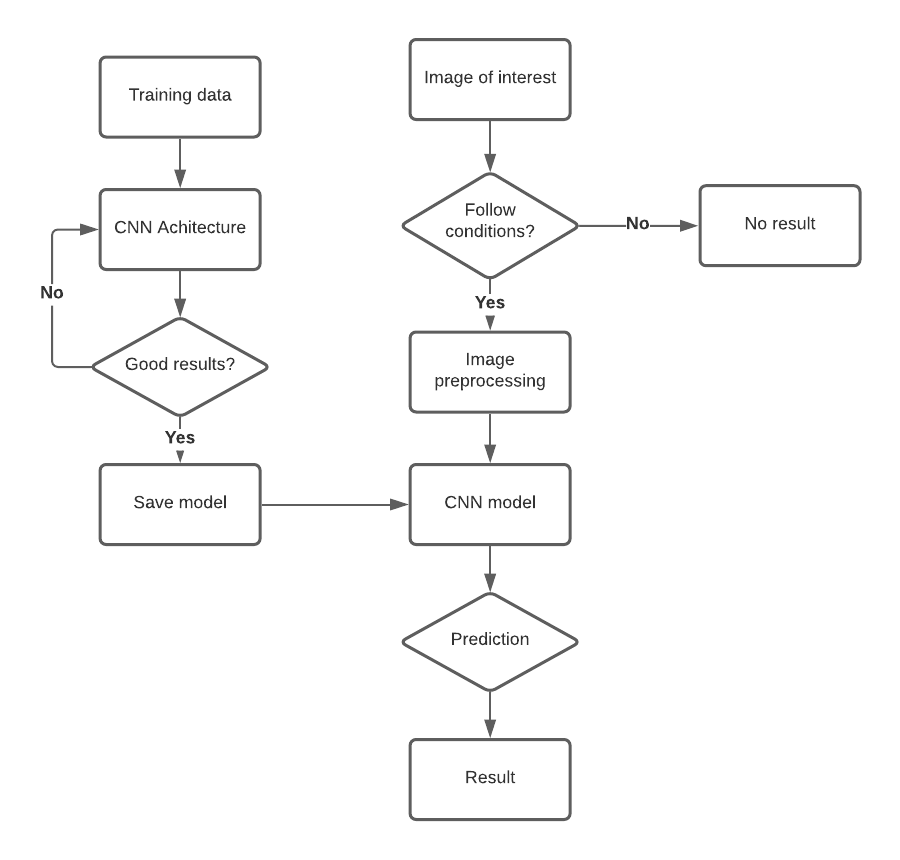 Training data
CNN Achitecture
No
Good results?
Yes
Save model
Image of interest
Follow
conditions?
No
No result
Yes
Image
preprocessing
CNN model
Prediction
Result